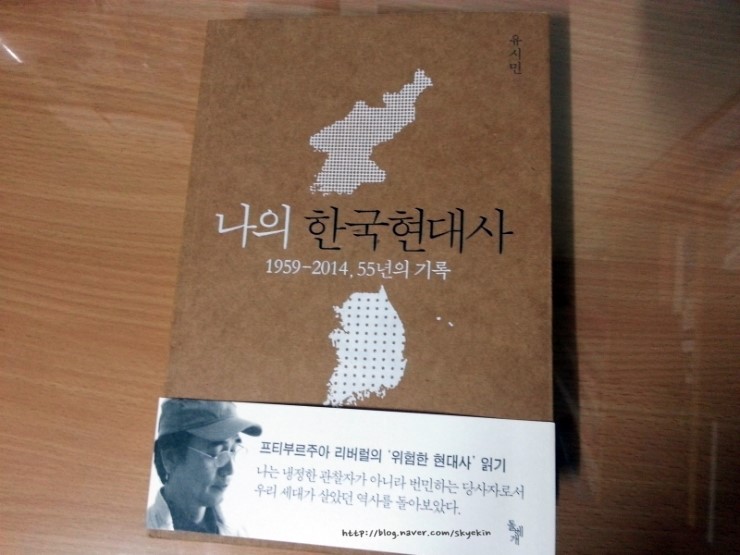 유시민
나의 한국현대사
1959-2014, 55년의 기록
프티부르주아 리버럴의 '위험한 현대사' 읽기
나는 냉정한 관찰자가 아니라 번민하는 당사자로서
우리 세대가 살았던 역사를 돌아보았다.
돌베개
http://blog.naver.com/skyekin